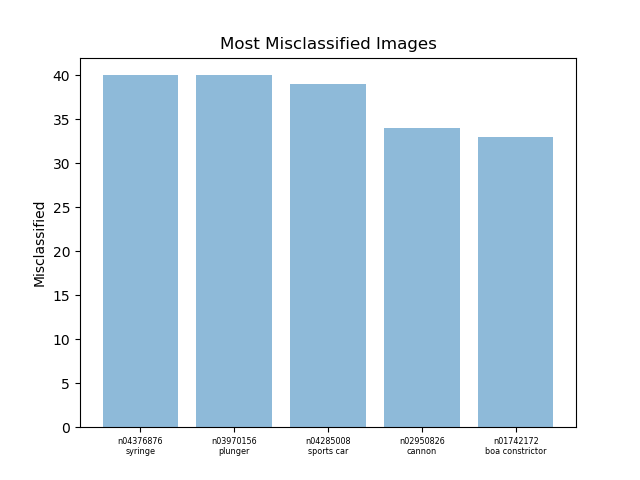 Most Misclassified Images
Misclassified
40
35
30
25
20
15
10
5
0
n04376876 n03970156 n04285008 n02950826 n01742172
syringe plunger sports car cannon boa constrictor